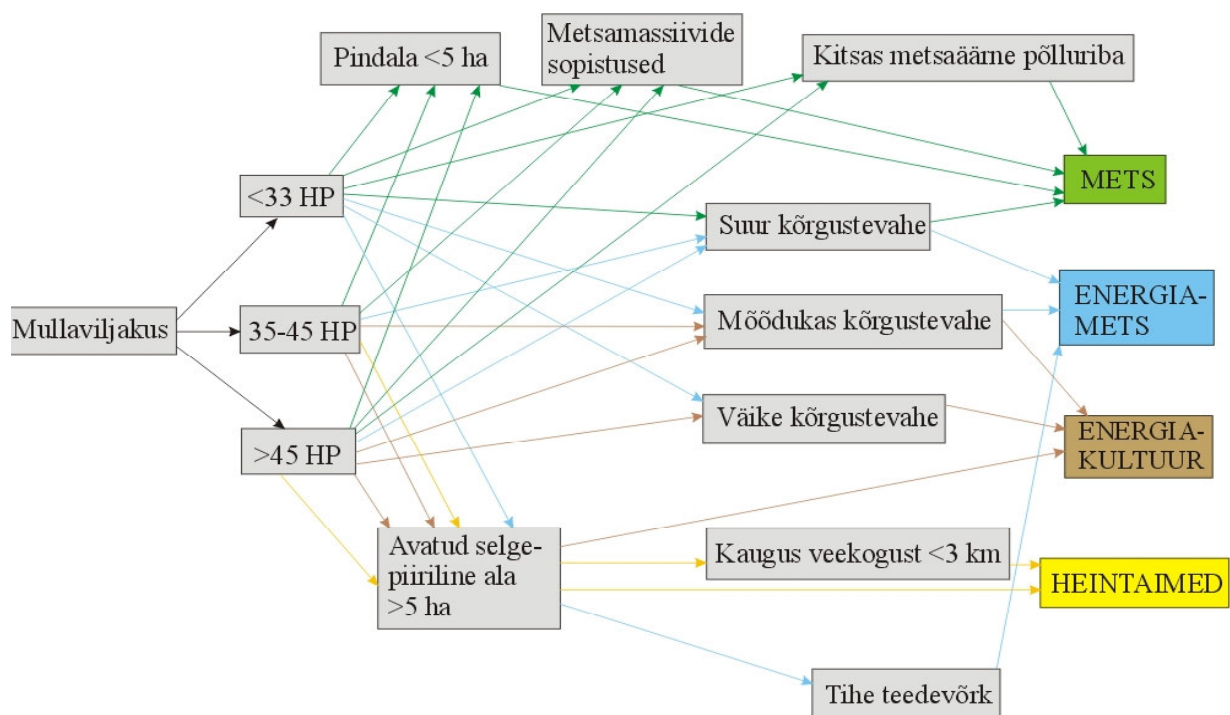 Pindala <5 ha
Metsamassiivide
sopistused
Kitsas metsaäärne põlluriba
<33 HP
METS
Suur kõrgustevahe
Mullaviljakus
35-45 HP
Mõõdukas kõrgustevahe
ENERGIA-
METS
Väike kõrgustevahe
>45 HP
ENERGIA-
KULTUUR
Avatud selge-
piiriline ala
>5 ha
Kaugus veekogust <3 km
HEINTAIMED
Tihe teedevõrk